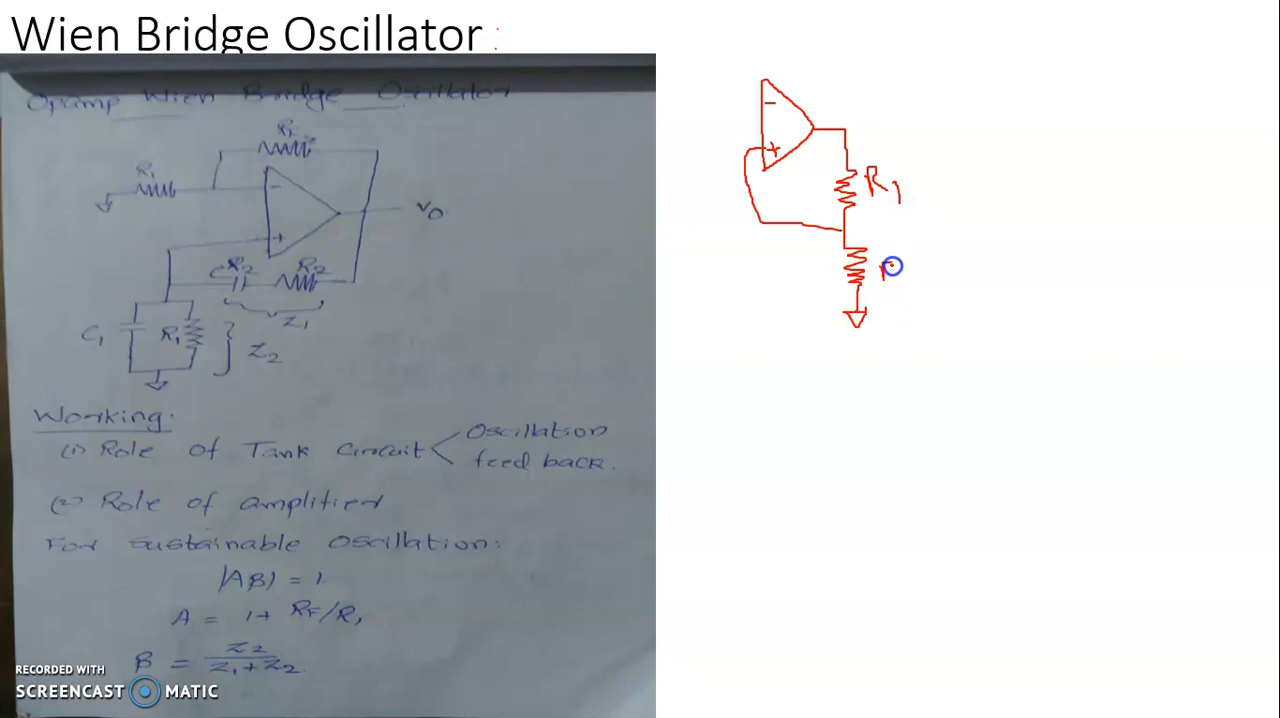 Wien Bridge Oscillator
Opamp Wien Bridge Oscillator
R1
-
V0
+
C2 R2
Z1
C1 R1 } Z2
Working:
(1) Role of Tank circuit < Oscillation
feed back.
(2) Role of amplifier
For sustainable Oscillation:
|Aβ| = 1.
A = 1+ RF/R1
β = Z2
Z1+Z2
RECORDED WITH
SCREENCAST MATIC
-
+
R1